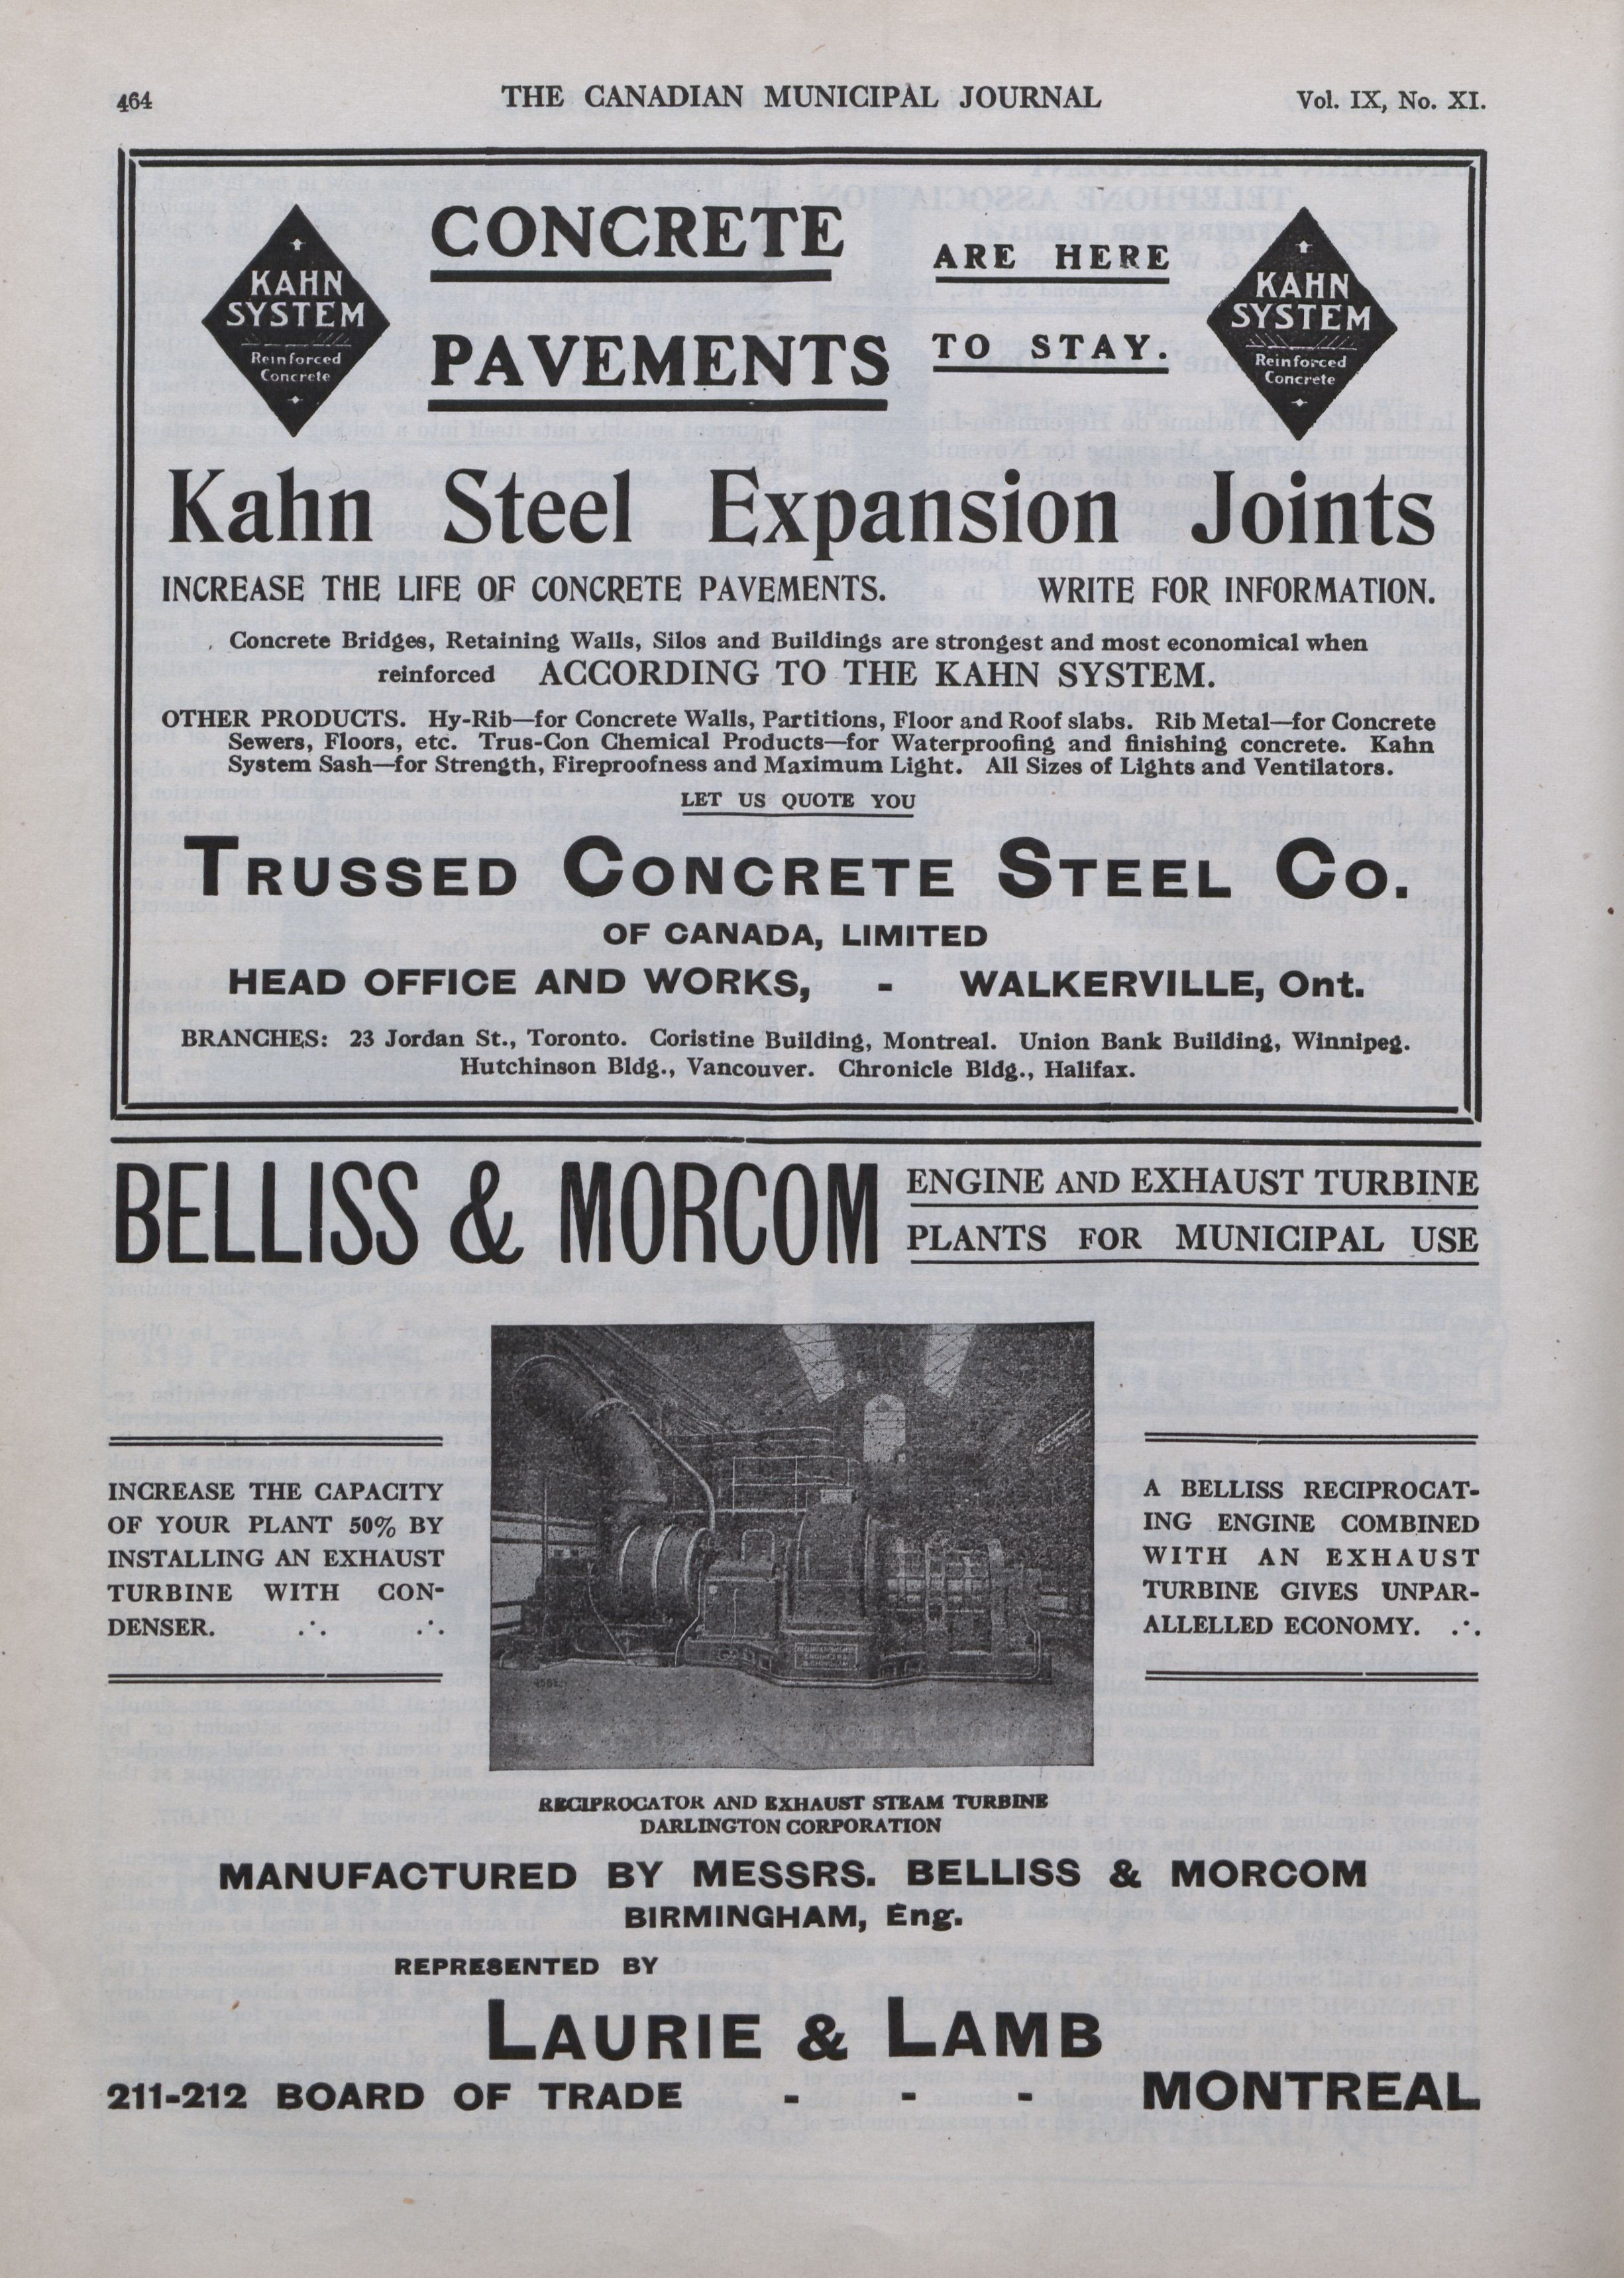 464 THE CANADIAN MUNICIPAL JOURNAL Vol. IX, No. XI.
KAHN
SYSTEM
Reinforced
Concrete
CONCRETE
PAVEMENTS
ARE HERE
TO STAY.
KAHN
SYSTEM
Reinforced
Concrete
Kahn Steel Expansion Joints
INCREASE THE LIFE OF CONCRETE PAVEMENTS. WRITE FOR INFORMATION.
Concrete Bridges, Retaining Walls, Silos and Buildings are strongest and most economical when
reinforced ACCORDING TO THE KAHN SYSTEM.
OTHER PRODUCTS. Hy-Rib—for Concrete Walls, Partitions, Floor and Roof slabs. Rib Metal—for Concrete
Sewers, Floors, etc. Trus-Con Chemical Products—for Waterproofing and finishing concrete. Kahn
System Sash—for Strength, Fireproofness and Maximum Light. All Sizes of Lights and Ventilators.
LET US QUOTE YOU
TRUSSED CONCRETE STEEL CO.
OF CANADA, LIMITED
HEAD OFFICE AND WORKS, - WALKERVILLE, Ont.
BRANCHES: 23 Jordan St., Toronto. Coristine Building, Montreal. Union Bank Building, Winnipeg.
Hutchinson Bldg., Vancouver. Chronicle Bldg., Halifax.
BELLISS & MORCOM
ENGINE AND EXHAUST TURBINE
PLANTS FOR MUNICIPAL USE
INCREASE THE CAPACITY
OF YOUR PLANT 50% BY
INSTALLING AN EXHAUST
TURBINE WITH CON-
DENSER. ∴ ∴
A BELLISS RECIPROCAT-
ING ENGINE COMBINED
WITH AN EXHAUST
TURBINE GIVES UNPAR-
ALLELLED ECONOMY. ∴
RECIPROCATOR AND EXHAUST STEAM TURBINE
DARLINGTON CORPORATION
MANUFACTURED BY MESSRS. BELLISS & MORCOM
BIRMINGHAM, Eng.
REPRESENTED BY
LAURIE & LAMB
211-212 BOARD OF TRADE - - - MONTREAL